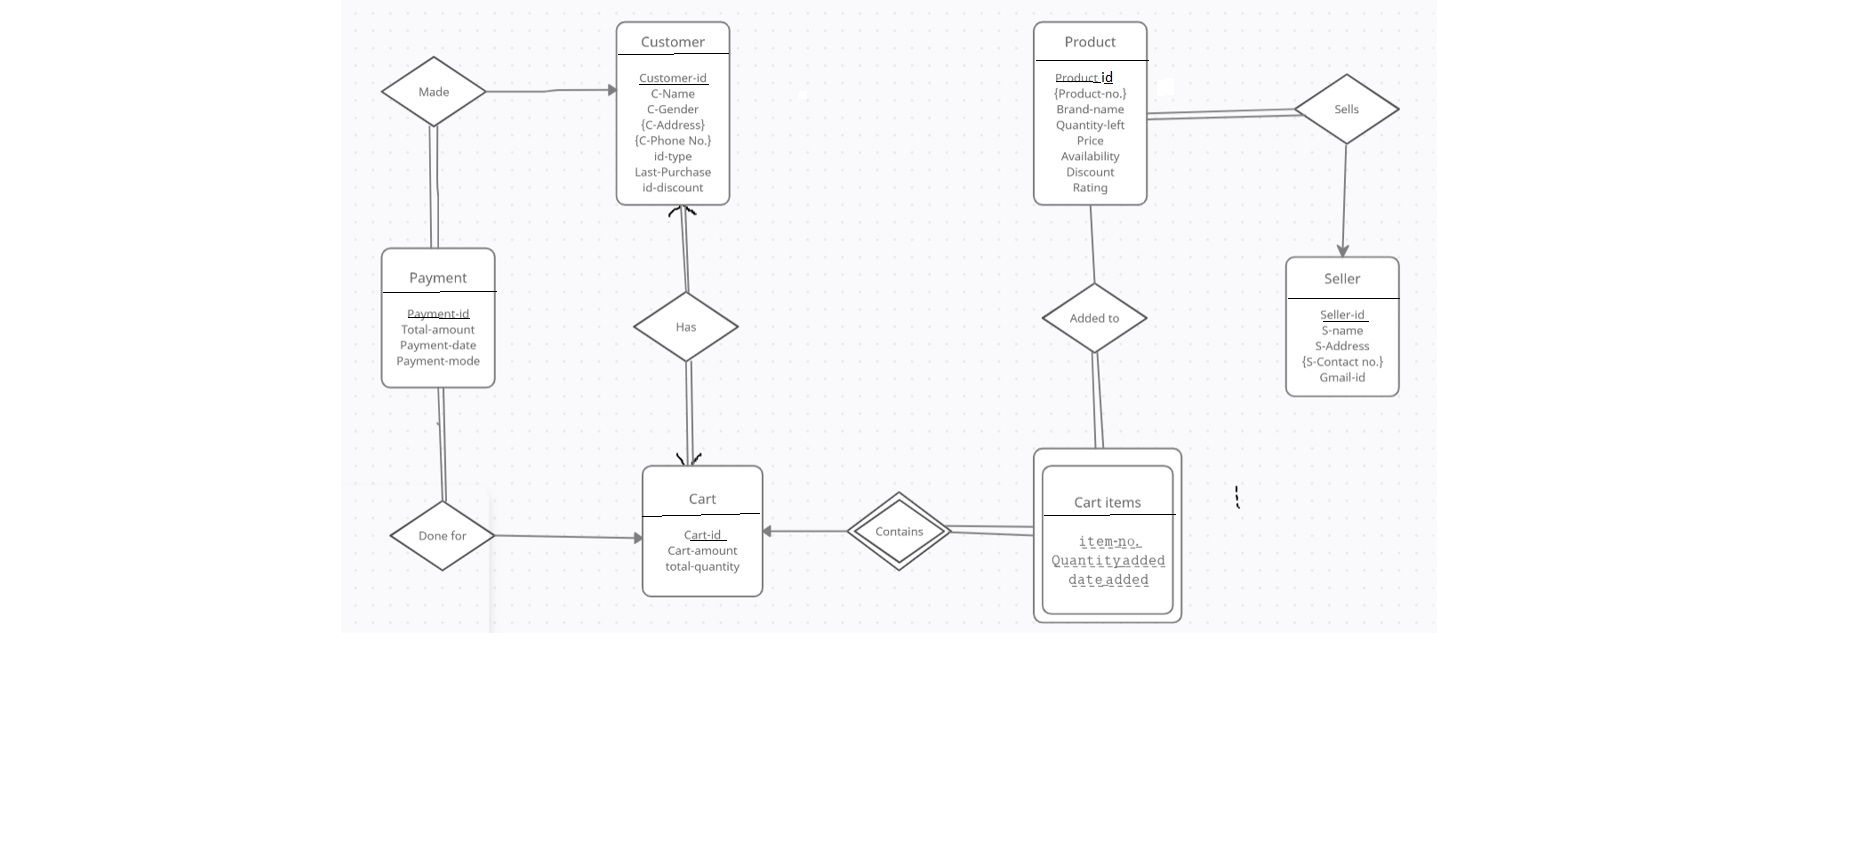 Customer
Customer-id
C-Name
C-Gender
{C-Address}
{C-Phone No.}
id-type
Last-Purchase
id-discount
Product
Product id
{Product-no.}
Brand-name
Quantity-left
Price
Availability
Discount
Rating
Made
Sells
Payment
Payment-id
Total-amount
Payment-date
Payment-mode
Has
Added to
Seller
Seller-id
S-name
S-Address
{S-Contact no.}
Gmail-id
Done for
Cart
Cart-id
Cart-amount
total-quantity
Contains
Cart items
item-no.
Quantity added
date added